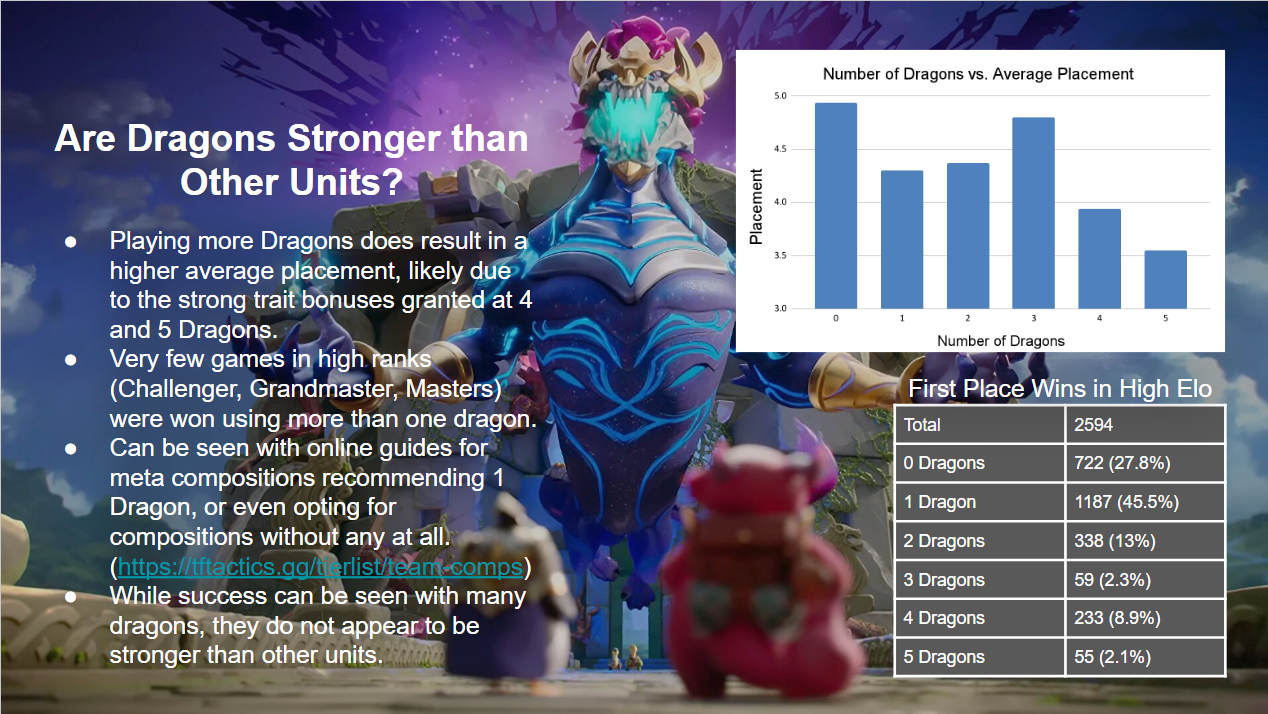 Are Dragons Stronger than
Other Units?
● Playing more Dragons does result in a
higher average placement, likely due
to the strong trait bonuses granted at 4
and 5 Dragons.
● Very few games in high ranks
(Challenger, Grandmaster, Masters)
were won using more than one dragon.
● Can be seen with online guides for
meta compositions recommending 1
Dragon, or even opting for
compositions without any at all.
(https://tftactics.gg/tierlist/team-comps)
● While success can be seen with many
dragons, they do not appear to be
stronger than other units.
Number of Dragons vs. Average Placement
Placement
5.0
4.5
4.0
3.5
3.0
0 1 2 3 4 5
Number of Dragons
First Place Wins in High Elo
Total 2594
0 Dragons 722 (27.8%)
1 Dragon 1187 (45.5%)
2 Dragons 338 (13%)
3 Dragons 59 (2.3%)
4 Dragons 233 (8.9%)
5 Dragons 55 (2.1%)